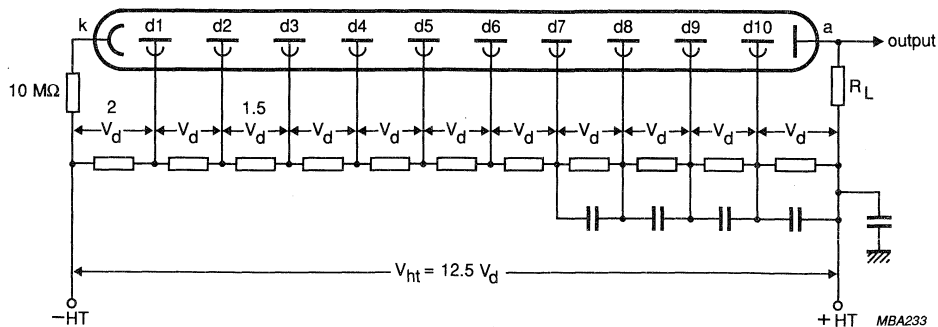 k d1 d2 d3 d4 d5 d6 d7 d8 d9 d10 a output
10 MΩ R_L
2 1.5
V_d V_d V_d V_d V_d V_d V_d V_d V_d V_d V_d
V_ht = 12.5 V_d
−HT + HT MBA233